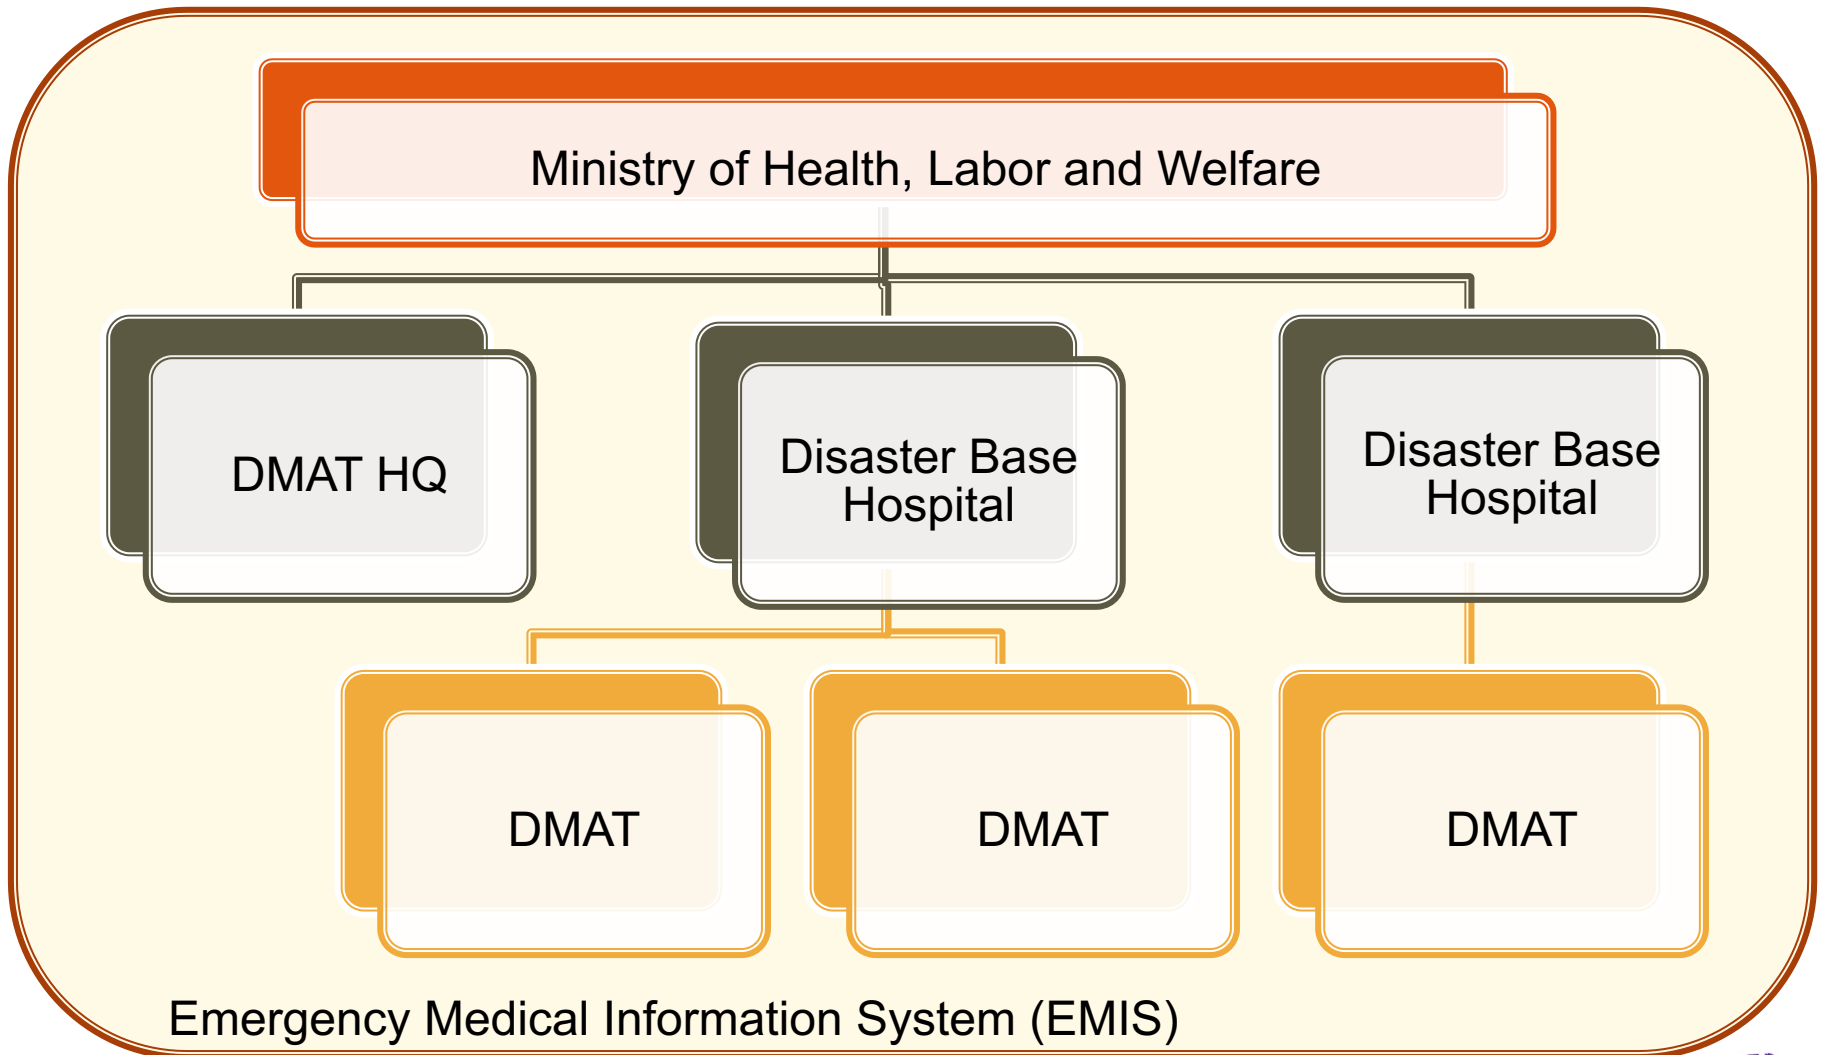 Ministry of Health, Labor and Welfare
DMAT HQ
Disaster Base
Hospital
Disaster Base
Hospital
DMAT
DMAT
DMAT
Emergency Medical Information System (EMIS)